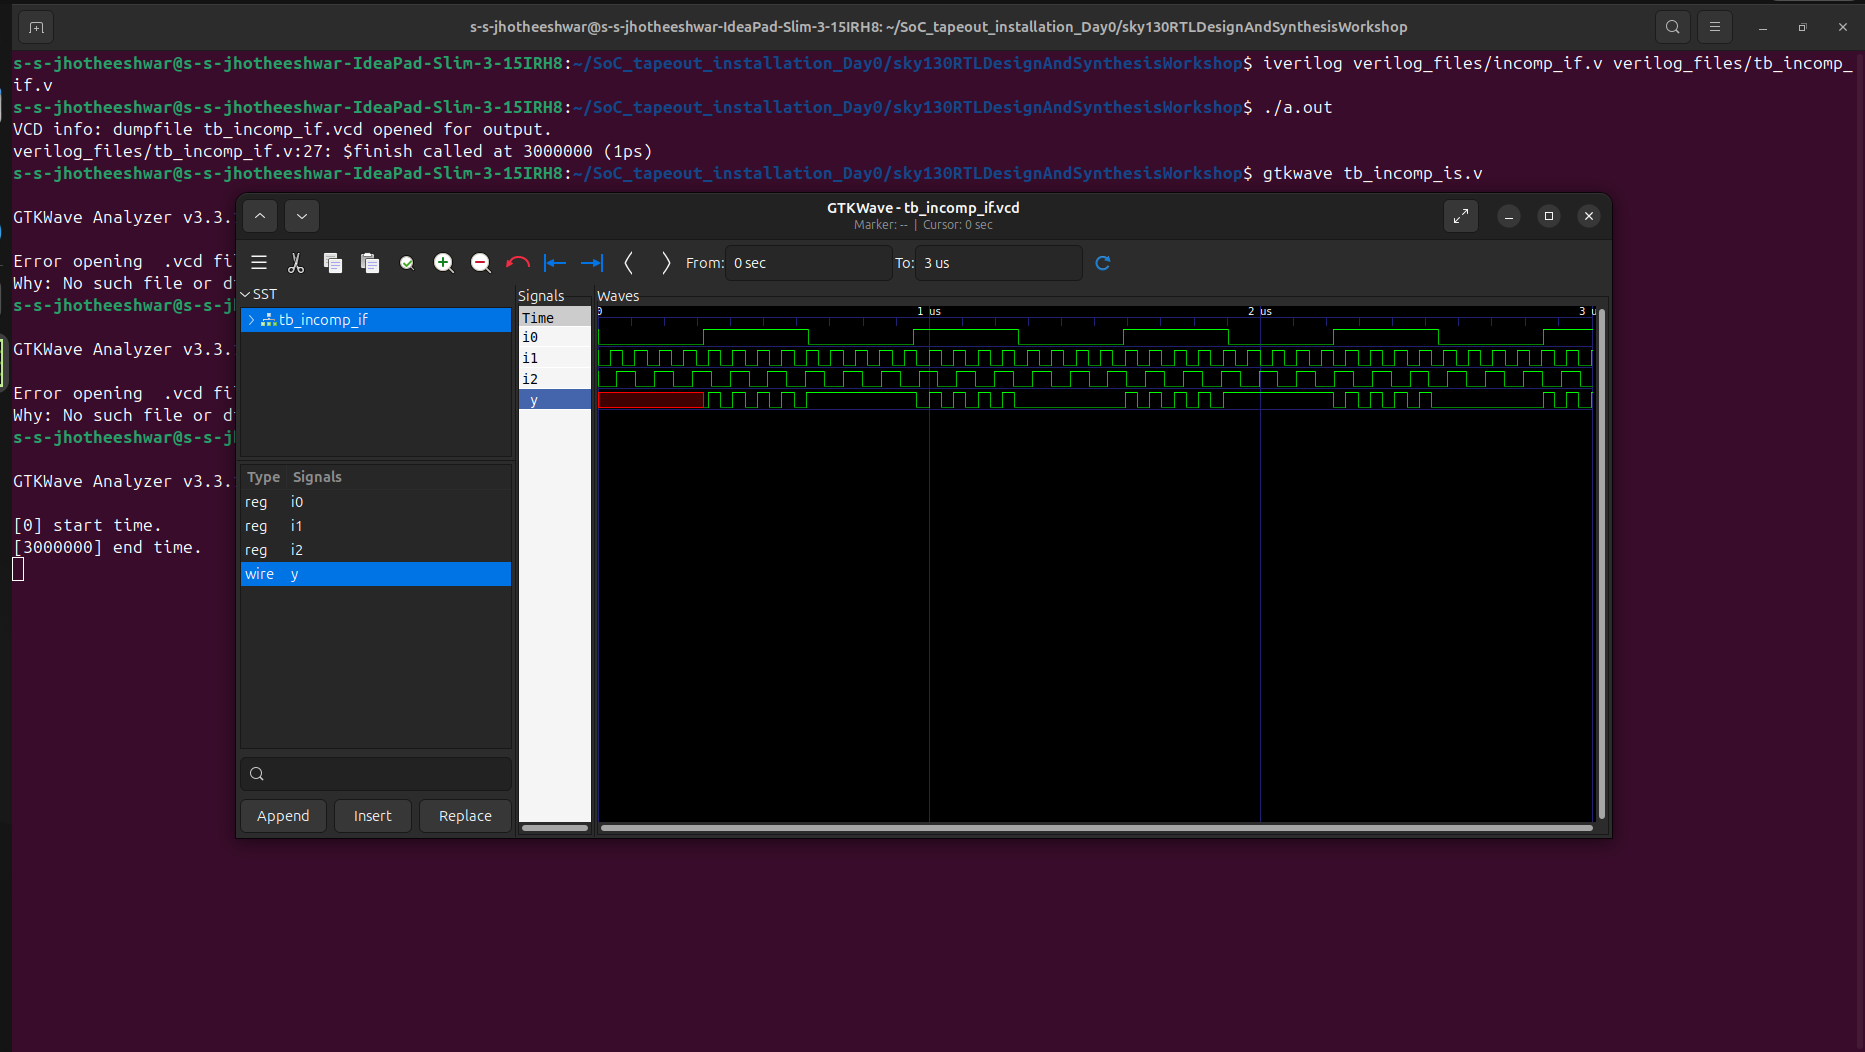 s-s-jhotheeshwar@s-s-jhotheeshwar-IdeaPad-Slim-3-15IRH8: ~/SoC_tapeout_installation_Day0/sky130RTLDesignAndSynthesisWorkshop
s-s-jhotheeshwar@s-s-jhotheeshwar-IdeaPad-Slim-3-15IRH8:~/SoC_tapeout_installation_Day0/sky130RTLDesignAndSynthesisWorkshop$ iverilog verilog_files/incomp_if.v verilog_files/tb_incomp_
if.v
s-s-jhotheeshwar@s-s-jhotheeshwar-IdeaPad-Slim-3-15IRH8:~/SoC_tapeout_installation_Day0/sky130RTLDesignAndSynthesisWorkshop$ ./a.out
VCD info: dumpfile tb_incomp_if.vcd opened for output.
verilog_files/tb_incomp_if.v:27: $finish called at 3000000 (1ps)
s-s-jhotheeshwar@s-s-jhotheeshwar-IdeaPad-Slim-3-15IRH8:~/SoC_tapeout_installation_Day0/sky130RTLDesignAndSynthesisWorkshop$ gtkwave tb_incomp_is.v
GTKWave Analyzer v3.3.
Error opening  .vcd fil
Why: No such file or d
s-s-jhotheeshwar@s-s-j
GTKWave Analyzer v3.3.
Error opening  .vcd fil
Why: No such file or d
s-s-jhotheeshwar@s-s-j
GTKWave Analyzer v3.3.
[0] start time.
[3000000] end time.
GTKWave - tb_incomp_if.vcd
Marker: -- | Cursor: 0 sec
From: 0 sec To: 3 us
SST
tb_incomp_if
Type Signals
reg i0
reg i1
reg i2
wire y
Append Insert Replace
Signals
Time
i0
i1
i2
y
Waves
0 1 us 2 us 3 u